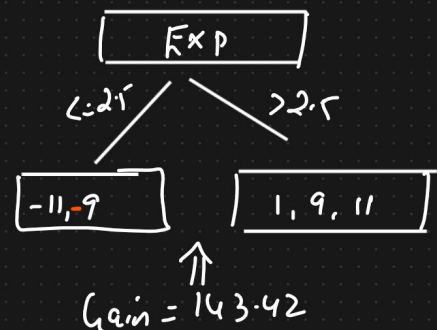 Exp
<=2.5
>2.5
-11,-9
1, 9, 11
Gain = 143.42